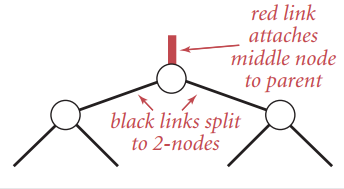 red link
attaches
middle node
to parent
black links split
to 2-nodes